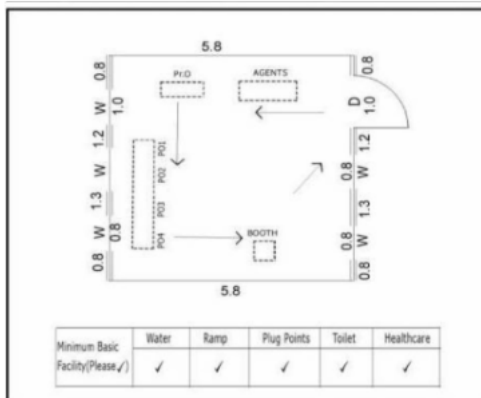 5.8
Pr.O
AGENTS
0.8
W
1.0
1.2
W
1.3
W
0.8
0.8
PO1
PO2
PO3
PO4
BOOTH
0.8
D
1.0
1.2
0.8
W
1.3
0.8
W
0.8
5.8
Minimum Basic
Facility(Please ✓)
Water
Ramp
Plug Points
Toilet
Healthcare
✓ ✓ ✓ ✓ ✓